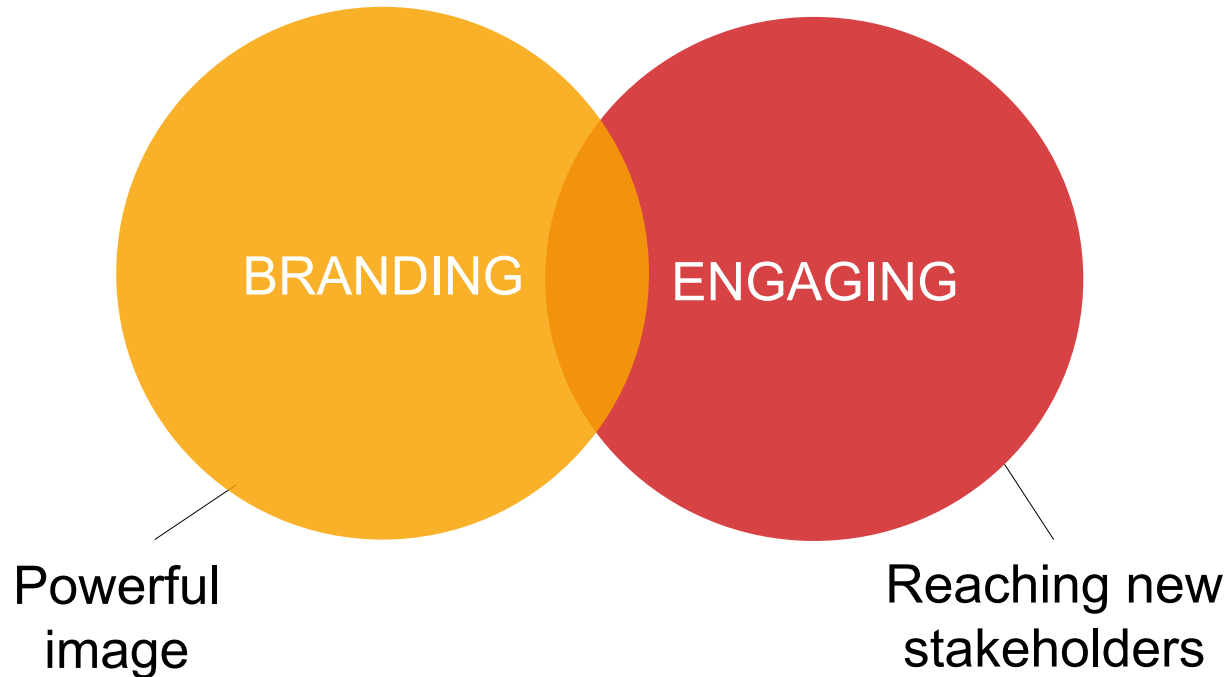 BRANDING
ENGAGING
Powerful
image
Reaching new
stakeholders